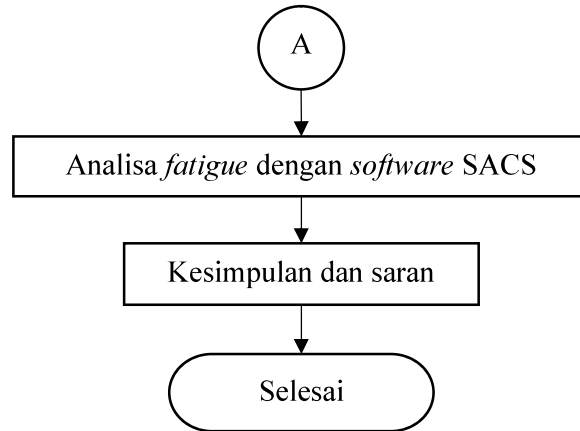 A
Analisa fatigue dengan software SACS
Kesimpulan dan saran
Selesai